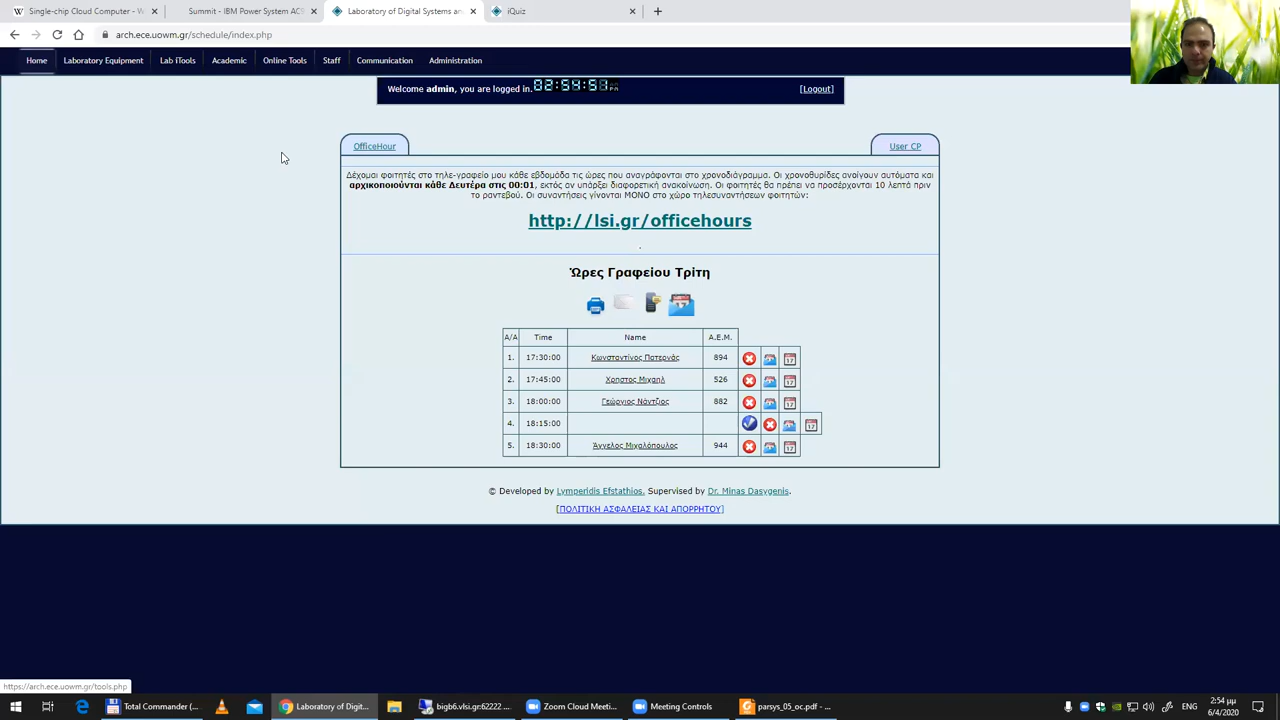 Single-chip Cloud Computer - W
Summit - IBM Power System AC9
Laboratory of Digital Systems an
iQuiz
arch.ece.uowm.gr/schedule/index.php
Home
Laboratory Equipment
Lab iTools
Academic
Online Tools
Staff
Communication
Administration
Welcome admin, you are logged in.
[Logout]
OfficeHour
User CP
Δέχομαι φοιτητές στο τηλε-γραφείο μου κάθε εβδομάδα τις ώρες που αναγράφονται στο χρονοδιάγραμμα. Οι χρονοθυρίδες ανοίγουν αυτόματα και
αρχικοποιούνται κάθε Δευτέρα στις 00:01, εκτός αν υπάρξει διαφορετική ανακοίνωση. Οι φοιτητές θα πρέπει να προσέρχονται 10 λεπτά πριν
το ραντεβού. Οι συναντήσεις γίνονται ΜΟΝΟ στο χώρο τηλεσυναντήσεων φοιτητών:
http://lsi.gr/officehours
.
Ώρες Γραφείου Τρίτη
Α/Α Time Name Α.Ε.Μ.
1. 17:30:00 Κωνσταντίνος Πατερνάς 894
2. 17:45:00 Χρηστος Μιχαηλ 526
3. 18:00:00 Γεώργιος Νάντζιος 882
4. 18:15:00
5. 18:30:00 Άγγελος Μιχαλόπουλος 944
© Developed by Lymperidis Efstathios, Supervised by Dr. Minas Dasygenis.
[ΠΟΛΙΤΙΚΗ ΑΣΦΑΛΕΙΑΣ ΚΑΙ ΑΠΟΡΡΗΤΟΥ]
https://arch.ece.uowm.gr/tools.php
Total Commander (...
Laboratory of Digit...
bigb6.vlsi.gr:62222 ...
Zoom Cloud Meeti...
Meeting Controls
parsys_05_oc.pdf - ...
ENG
2:54 μμ
6/4/2020